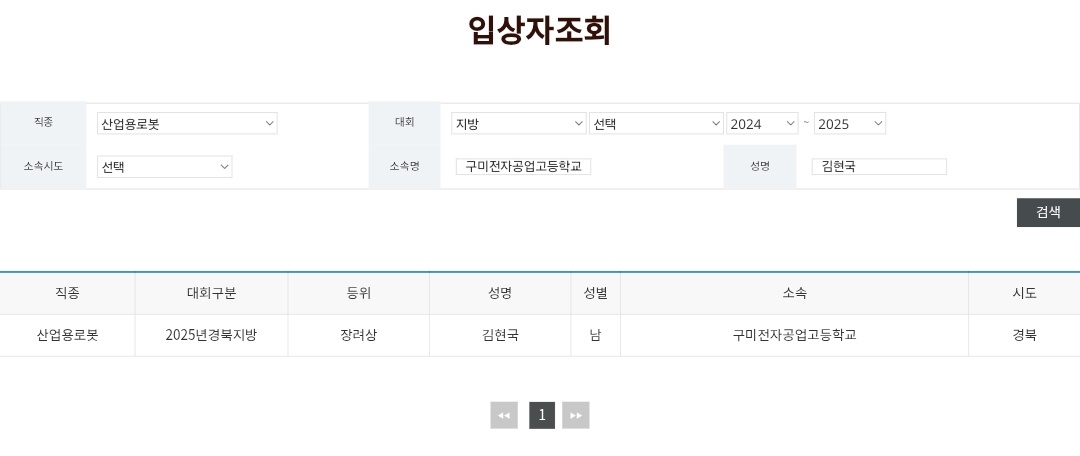 입상자조회
직종 산업용로봇 대회 지방 선택 2024 ~ 2025
소속시도 선택 소속명 구미전자공업고등학교 성명 김현국
검색
직종 대회구분 등위 성명 성별 소속 시도
산업용로봇 2025년경북지방 장려상 김현국 남 구미전자공업고등학교 경북
1